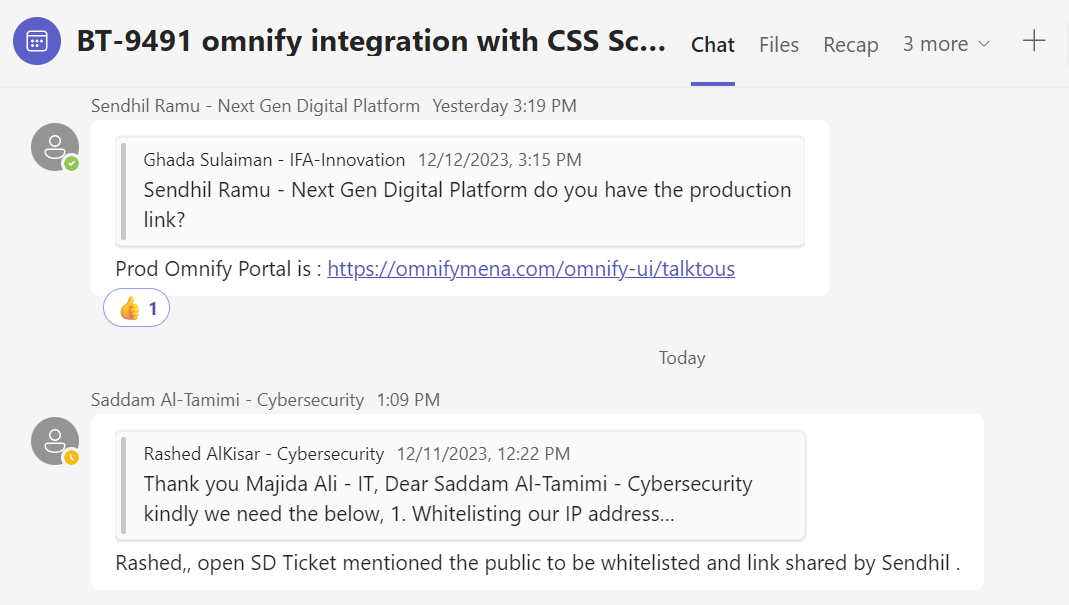 BT-9491 omnify integration with CSS Sc... Chat Files Recap 3 more
Sendhil Ramu - Next Gen Digital Platform Yesterday 3:19 PM
Ghada Sulaiman - IFA-Innovation 12/12/2023, 3:15 PM
Sendhil Ramu - Next Gen Digital Platform do you have the production
link?
Prod Omnify Portal is : https://omnifymena.com/omnify-ui/talktous
1
Today
Saddam Al-Tamimi - Cybersecurity 1:09 PM
Rashed AlKisar - Cybersecurity 12/11/2023, 12:22 PM
Thank you Majida Ali - IT, Dear Saddam Al-Tamimi - Cybersecurity
kindly we need the below, 1. Whitelisting our IP address...
Rashed,, open SD Ticket mentioned the public to be whitelisted and link shared by Sendhil .